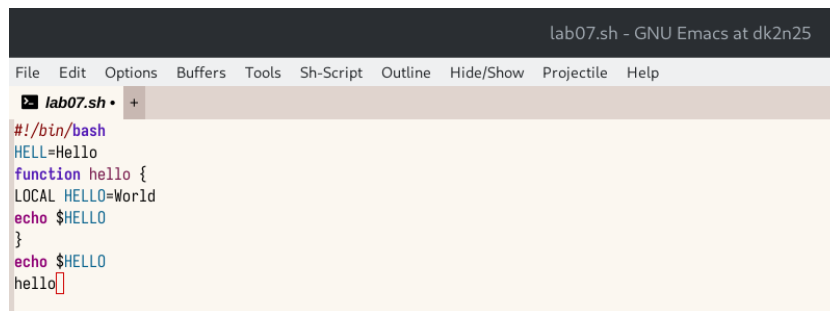 lab07.sh - GNU Emacs at dk2n25
File Edit Options Buffers Tools Sh-Script Outline Hide/Show Projectile Help
lab07.sh • +
#!/bin/bash
HELL=Hello
function hello {
LOCAL HELLO=World
echo $HELLO
}
echo $HELLO
hello